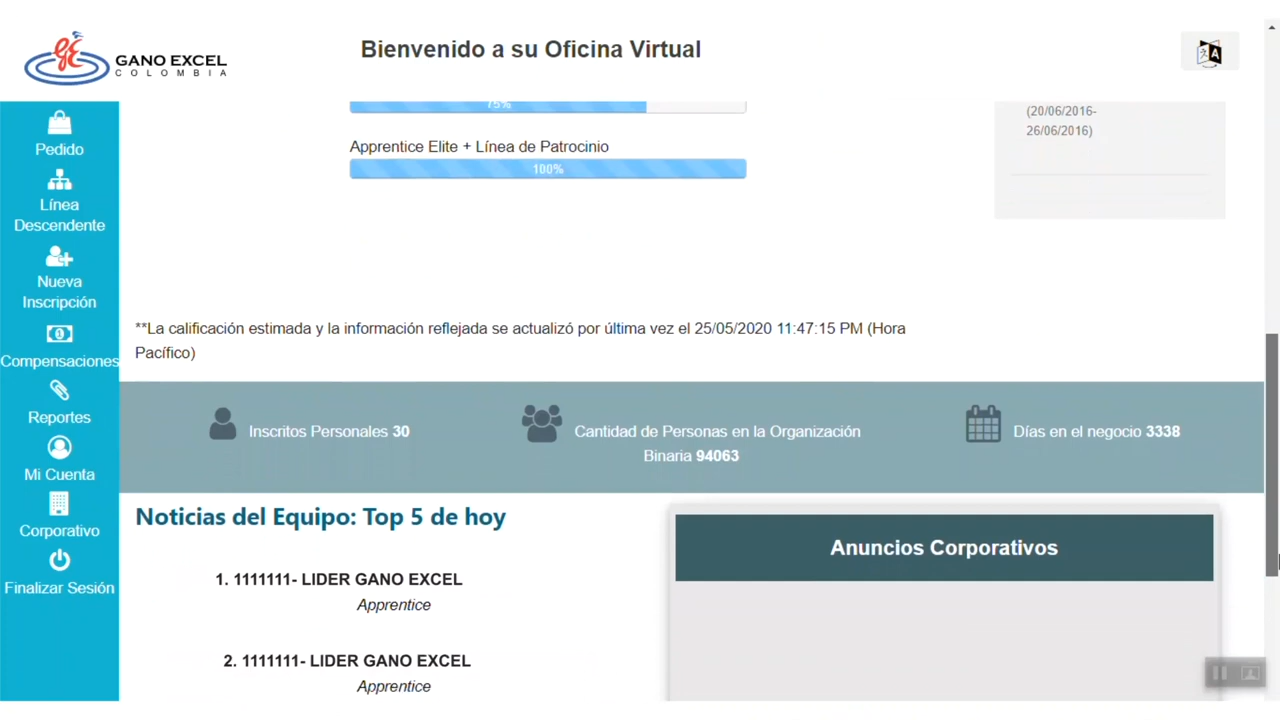 GANO EXCEL
COLOMBIA
Bienvenido a su Oficina Virtual
A
Pedido
Línea
Descendente
Nueva
Inscripción
Compensaciones
Reportes
Mi Cuenta
Corporativo
Finalizar Sesión
75%
Apprentice Elite + Línea de Patrocinio
100%
(20/06/2016-
26/06/2016)
**La calificación estimada y la información reflejada se actualizó por última vez el 25/05/2020 11:47:15 PM (Hora
Pacífico)
Inscritos Personales 30
Cantidad de Personas en la Organización
Binaria 94063
Días en el negocio 3338
Noticias del Equipo: Top 5 de hoy
1. 1111111- LIDER GANO EXCEL
Apprentice
2. 1111111- LIDER GANO EXCEL
Apprentice
Anuncios Corporativos